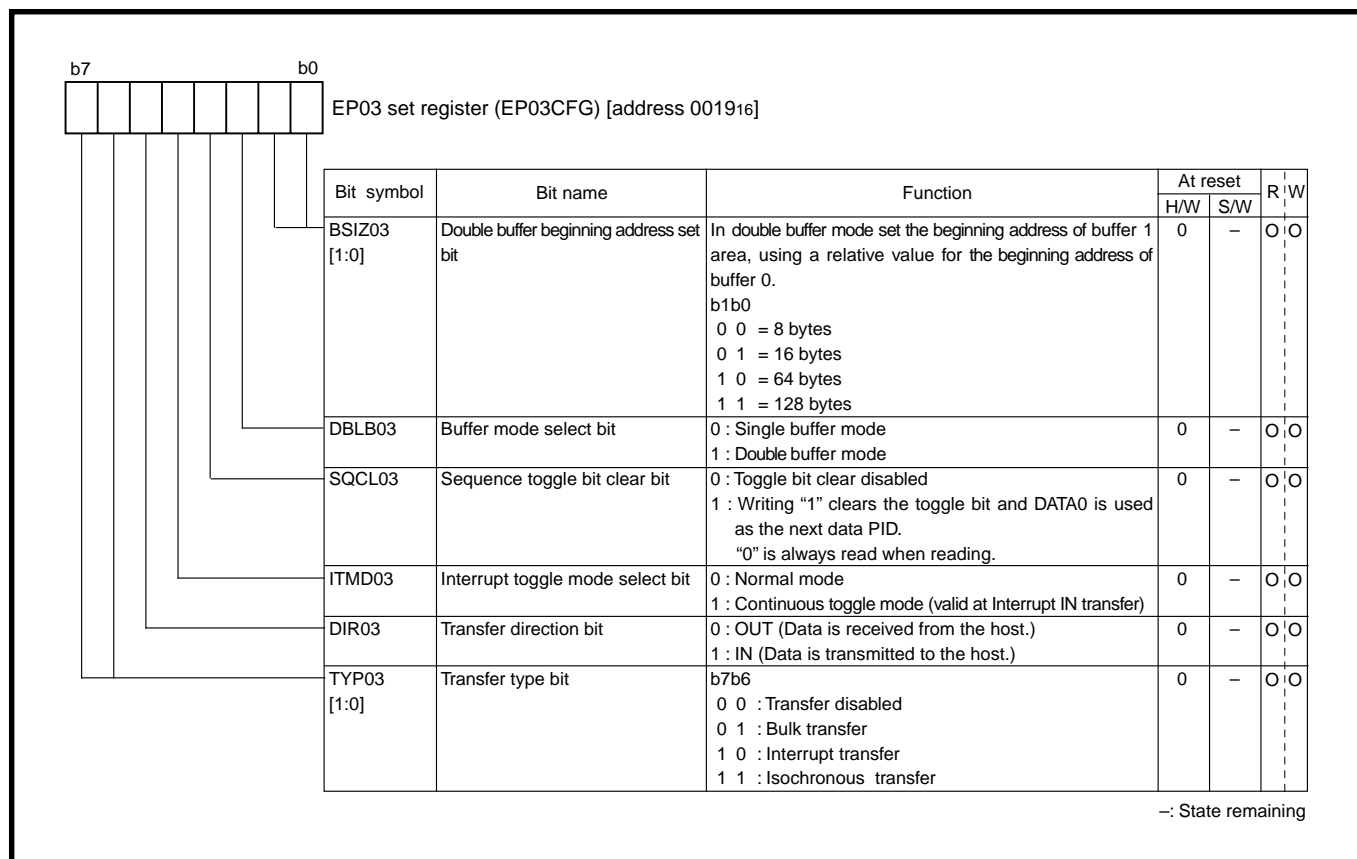 b7 b0
EP03 set register (EP03CFG) [address 001916]
Bit symbol Bit name Function At reset R W
H/W S/W
BSIZ03 Double buffer beginning address set In double buffer mode set the beginning address of buffer 1 0 – O O
[1:0] bit area, using a relative value for the beginning address of
buffer 0.
b1b0
0 0 = 8 bytes
0 1 = 16 bytes
1 0 = 64 bytes
1 1 = 128 bytes
DBLB03 Buffer mode select bit 0 : Single buffer mode 0 – O O
1 : Double buffer mode
SQCL03 Sequence toggle bit clear bit 0 : Toggle bit clear disabled 0 – O O
1 : Writing “1” clears the toggle bit and DATA0 is used
as the next data PID.
“0” is always read when reading.
ITMD03 Interrupt toggle mode select bit 0 : Normal mode 0 – O O
1 : Continuous toggle mode (valid at Interrupt IN transfer)
DIR03 Transfer direction bit 0 : OUT (Data is received from the host.) 0 – O O
1 : IN (Data is transmitted to the host.)
TYP03 Transfer type bit b7b6 0 – O O
[1:0] 0 0 : Transfer disabled
0 1 : Bulk transfer
1 0 : Interrupt transfer
1 1 : Isochronous transfer
–: State remaining